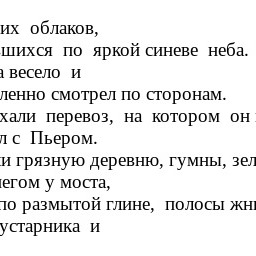 их облаков,
шихся по яркой синеве неба.
а весело и
ленно смотрел по сторонам.
хали перевоз, на котором он
л с Пьером.
и грязную деревню, гумны, зел
негом у моста,
по размытой глине, полосы жн
устарника и